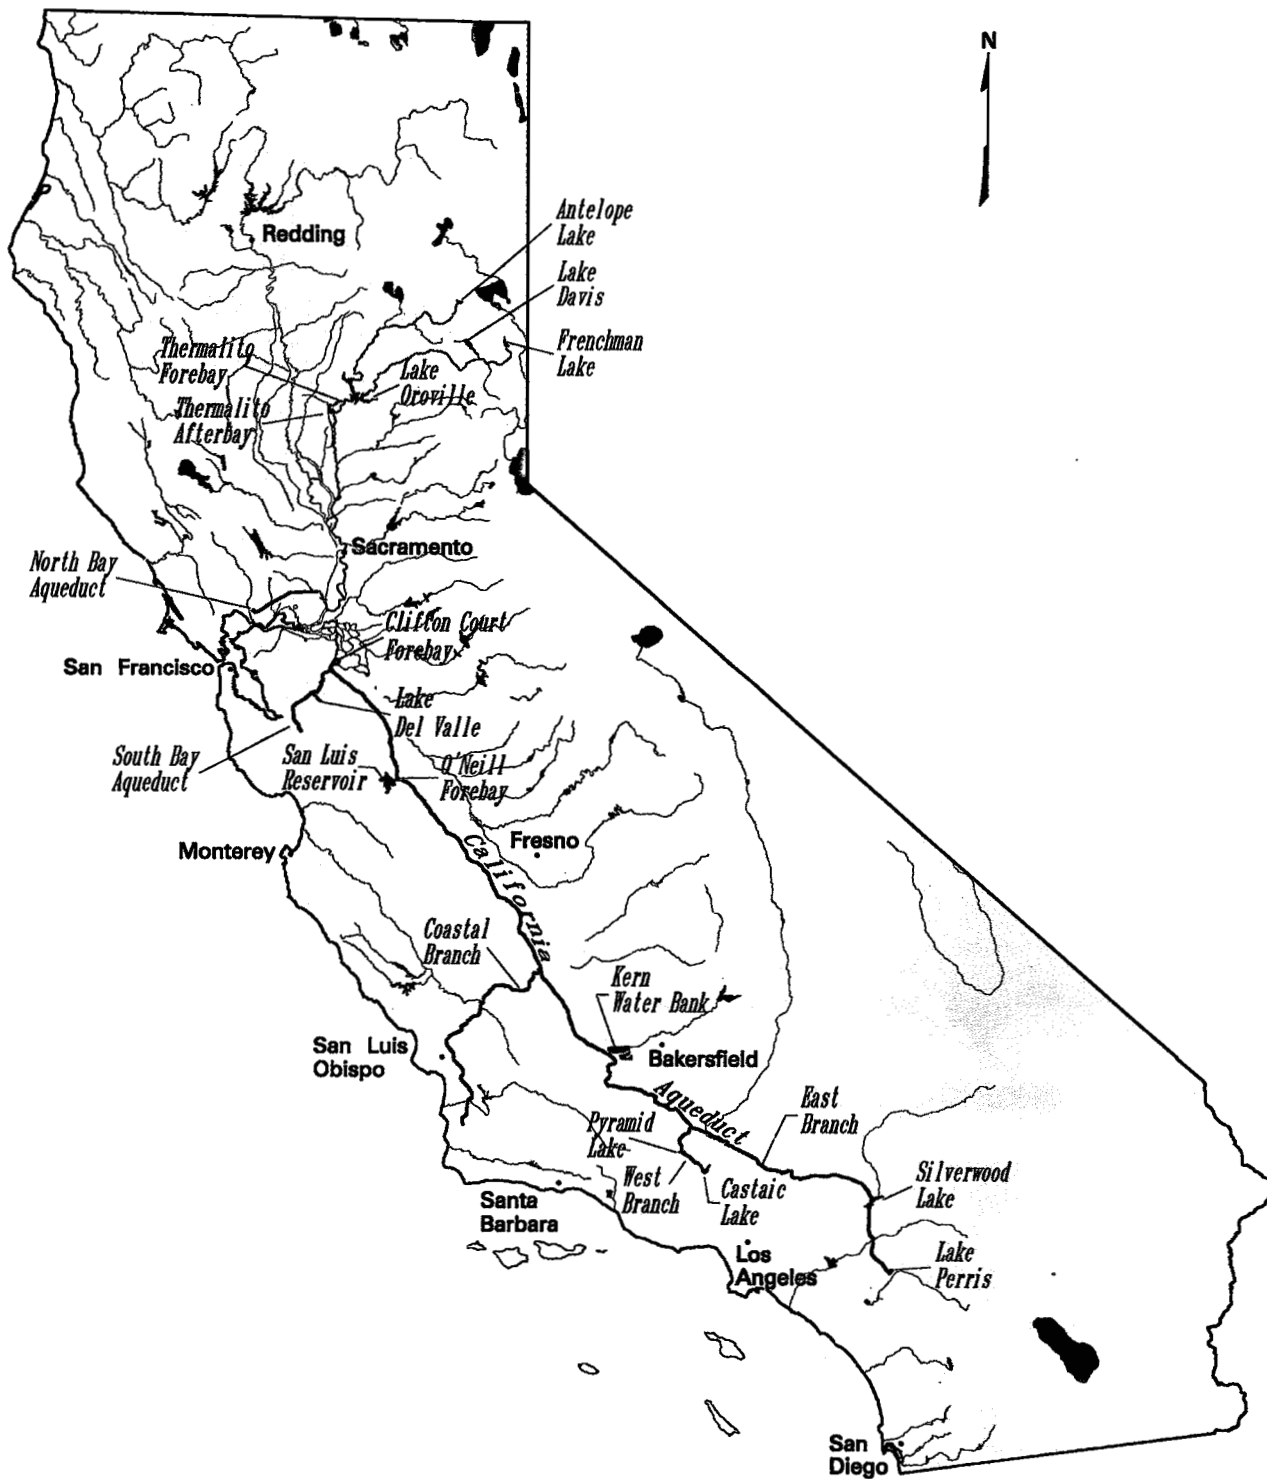 N
Antelope
Lake
Redding
Lake
Davis
Frenchman
Lake
Thermalito
Forebay
Lake
Oroville
Thermalito
Afterbay
Sacramento
North Bay
Aqueduct
Clifton Court
Forebay
San Francisco
Lake
Del Valle
South Bay
Aqueduct
San Luis
Reservoir
O'Neill
Forebay
Monterey
Fresno
California
Coastal
Branch
Kern
Water Bank
San Luis
Obispo
Bakersfield
Aqueduct
East
Branch
Pyramid
Lake
West
Branch
Castaic
Lake
Silverwood
Lake
Santa
Barbara
Los
Angeles
Lake
Perris
San
Diego